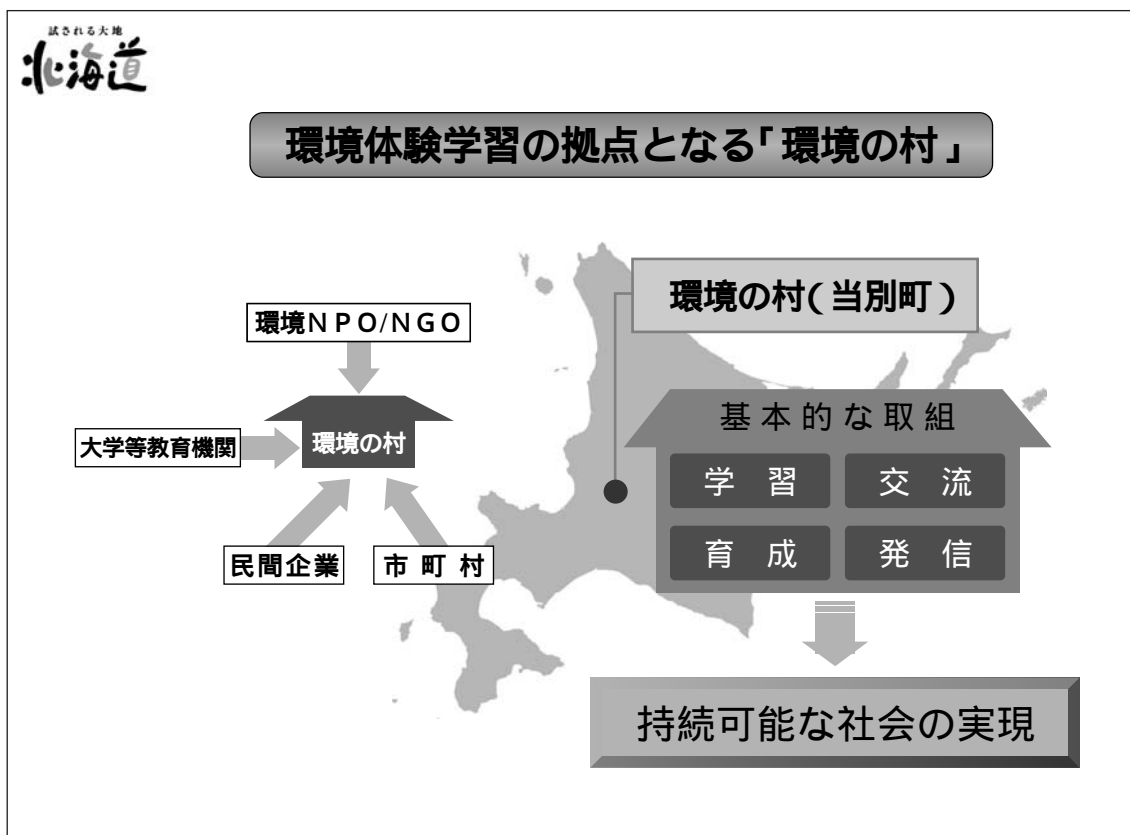 試される大地
北海道
環境体験学習の拠点となる「環境の村」
環境の村(当別町)
環境NPO/NGO
大学等教育機関
環境の村
民間企業
市町村
基本的な取組
学習
交流
育成
発信
持続可能な社会の実現